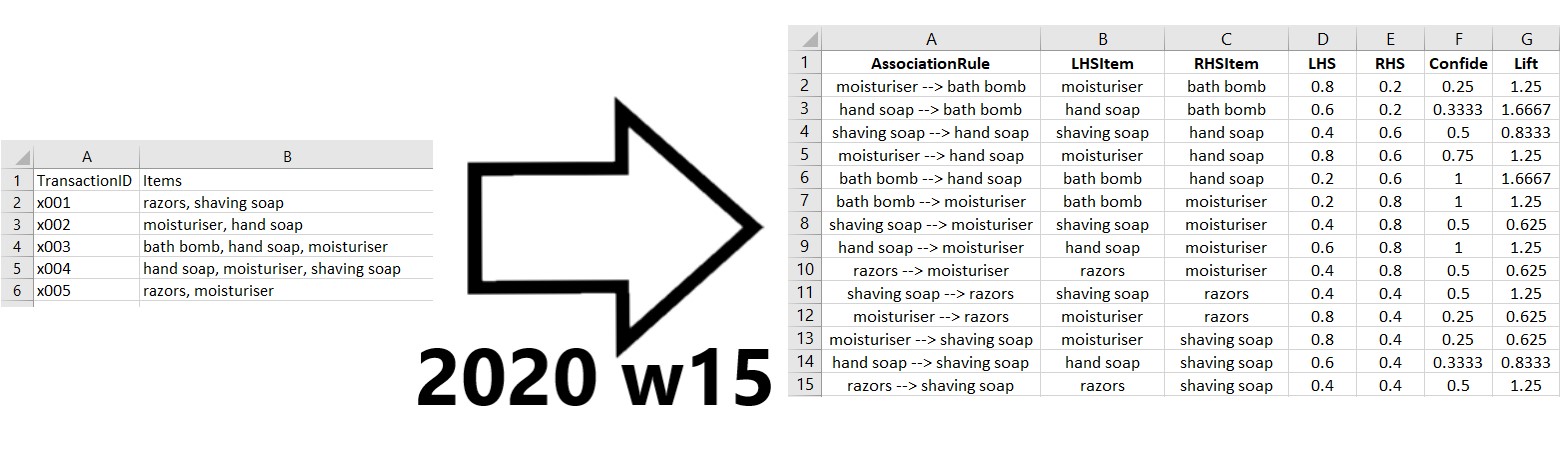 A B
1 TransactionID Items
2 x001 razors, shaving soap
3 x002 moisturiser, hand soap
4 x003 bath bomb, hand soap, moisturiser
5 x004 hand soap, moisturiser, shaving soap
6 x005 razors, moisturiser
2020 w15
A B C D E F G
1 AssociationRule LHSItem RHSItem LHS RHS Confide Lift
2 moisturiser --> bath bomb moisturiser bath bomb 0.8 0.2 0.25 1.25
3 hand soap --> bath bomb hand soap bath bomb 0.6 0.2 0.3333 1.6667
4 shaving soap --> hand soap shaving soap hand soap 0.4 0.6 0.5 0.8333
5 moisturiser --> hand soap moisturiser hand soap 0.8 0.6 0.75 1.25
6 bath bomb --> hand soap bath bomb hand soap 0.2 0.6 1 1.6667
7 bath bomb --> moisturiser bath bomb moisturiser 0.2 0.8 1 1.25
8 shaving soap --> moisturiser shaving soap moisturiser 0.4 0.8 0.5 0.625
9 hand soap --> moisturiser hand soap moisturiser 0.6 0.8 1 1.25
10 razors --> moisturiser razors moisturiser 0.4 0.8 0.5 0.625
11 shaving soap --> razors shaving soap razors 0.4 0.4 0.5 1.25
12 moisturiser --> razors moisturiser razors 0.8 0.4 0.25 0.625
13 moisturiser --> shaving soap moisturiser shaving soap 0.8 0.4 0.25 0.625
14 hand soap --> shaving soap hand soap shaving soap 0.6 0.4 0.3333 0.8333
15 razors --> shaving soap razors shaving soap 0.4 0.4 0.5 1.25